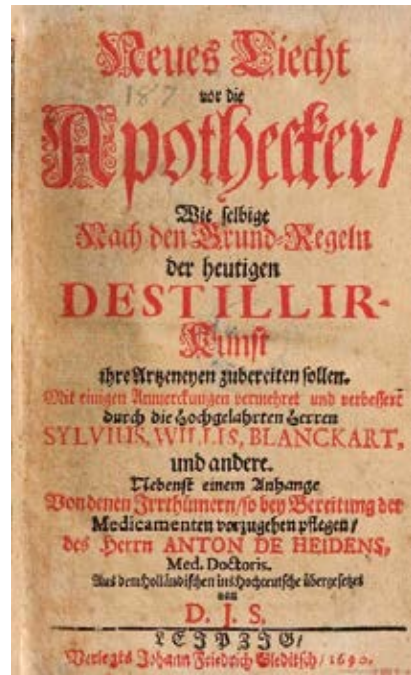 Neues Liecht
187
vor die
Apothecker/
Wie selbige
Nach den Grund-Regeln
der heutigen
DESTILLIR-
Kunst
ihre Artzeneyen zubereiten sollen.
Mit einigen Anmerckungen vermehret und verbessert
durch die Hochgelahrten Herren
SYLVIUS, WILLIS, BLANCKART,
und andere.
Nebenst einem Anhange
Von denen Irrthümern/ so bey Bereitung der
Medicamenten vorzugehen pflegen/
des Herrn ANTON DE HEIDENS,
Med. Doctoris.
Aus dem Holländischen ins Hochteutsche übergesetzet
von
D. J. S.
LEIPZIG/
Verlegts Johann Friedrich Gleditsch/ 1690.